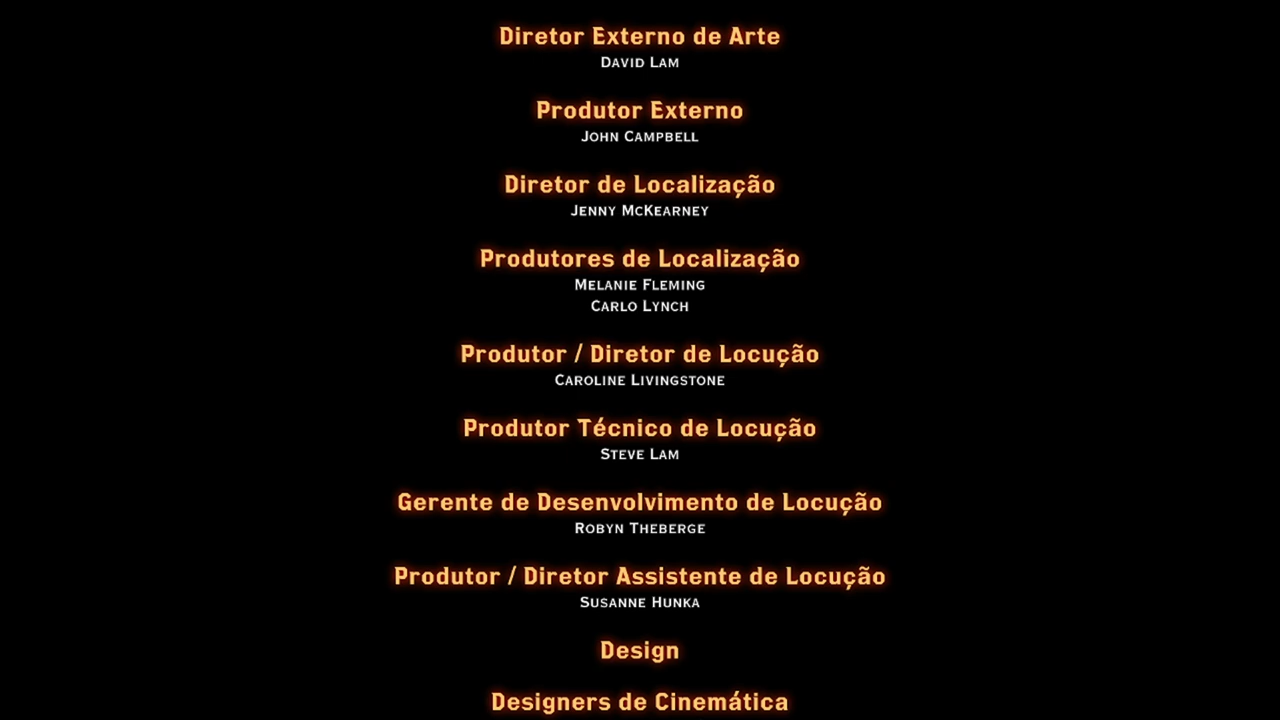 Diretor Externo de Arte
David Lam
Produtor Externo
John Campbell
Diretor de Localização
Jenny McKearney
Produtores de Localização
Melanie Fleming
Carlo Lynch
Produtor / Diretor de Locução
Caroline Livingstone
Produtor Técnico de Locução
Steve Lam
Gerente de Desenvolvimento de Locução
Robyn Theberge
Produtor / Diretor Assistente de Locução
Susanne Hunka
Design
Designers de Cinemática